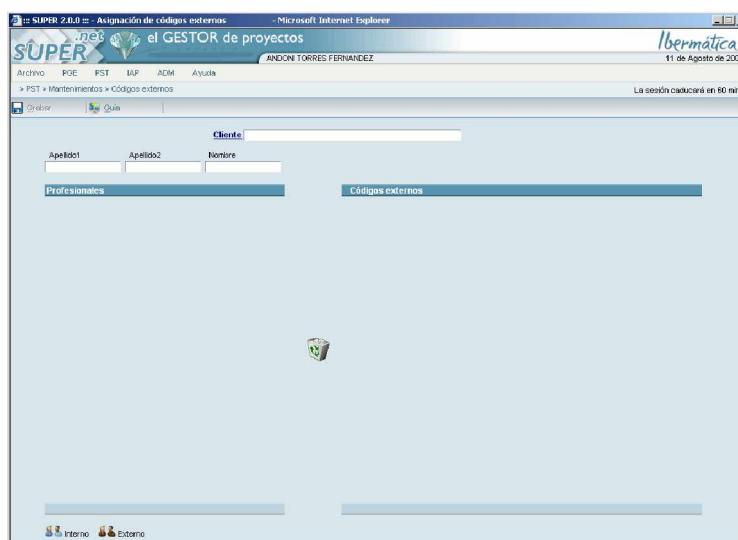 ::: SUPER 2.0.0 ::: - Asignación de códigos externos - Microsoft Internet Explorer
SUPER .net el GESTOR de proyectos
Ibermática
ANDONI TORRES FERNANDEZ
11 de Agosto de 200
Archivo PGE PST IAP ADM Ayuda
> PST > Mantenimientos > Códigos externos
La sesión caducará en 60 min
Grabar Guía
Cliente
Apellido1 Apellido2 Nombre
Profesionales Códigos externos
Interno Externo